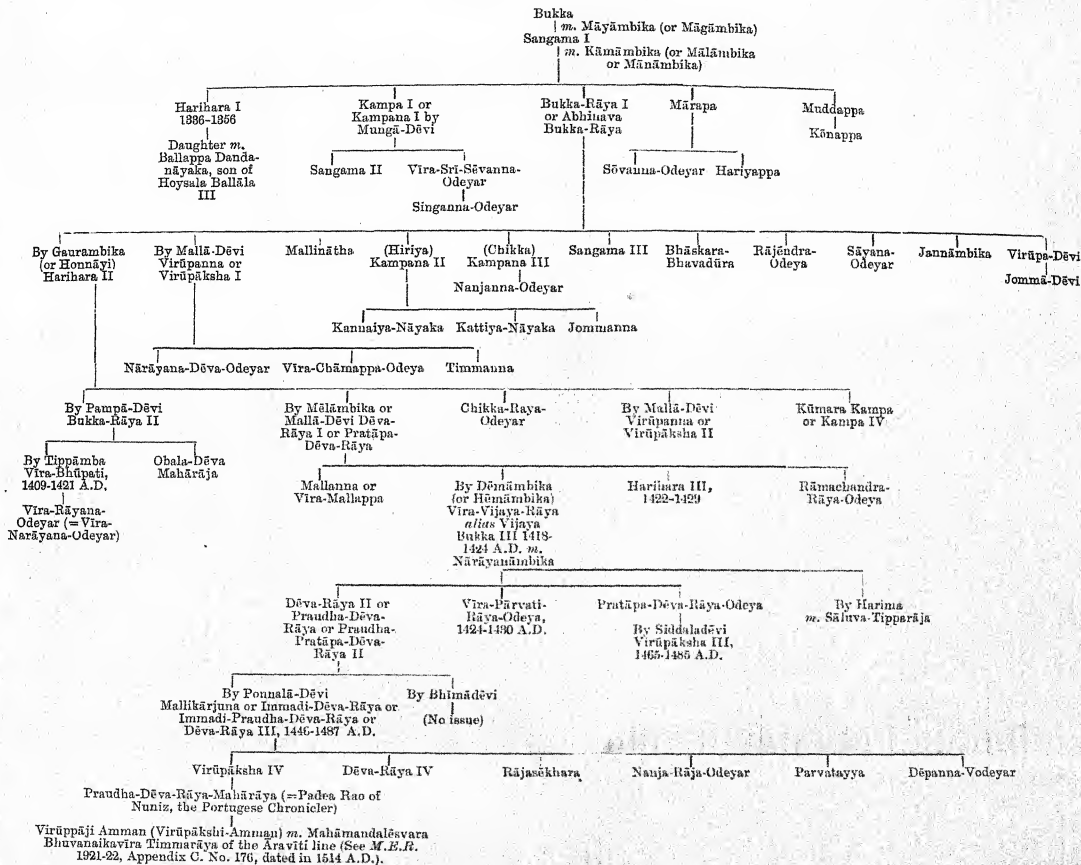 Bukka
m. Māyāmbika (or Māgāmbika)
Sangama I
m. Kāmāmbika (or Mālāmbika
or Mānāmbika)
Harihara I
1336-1356
Daughter m.
Ballappa Danda-
nāyaka, son of
Hoysala Ballāla
III
Kampa I or
Kampana I by
Mungā-Dēvi
Bukka-Rāya I
or Abhinava
Bukka-Rāya
Mārapa
Muddappa
Kōnappa
Sangama II
Vīra-Srī-Sēvanna-
Odeyar
Singanna-Odeyar
Sōvanna-Odeyar
Hariyappa
By Gaurambika
(or Honnāyi)
Harihara II
By Mallā-Dēvi
Virūpanna or
Virūpāksha I
Mallinātha
(Hiriya)
Kampana II
(Chikka)
Kampana III
Nanjanna-Odeyar
Sangama III
Bhāskara-
Bhavadūra
Rājēndra-
Odeya
Sāyana-
Odeyar
Jannāmbika
Virūpa-Dēvi
Jommā-Dēvi
Kannaiya-Nāyaka
Kattiya-Nāyaka
Jommanna
Nārāyana-Dēva-Odeyar
Vīra-Chāmappa-Odeya
Timmanna
By Pampā-Dēvi
Bukka-Rāya II
By Mēlāmbika or
Mallā-Dēvi Dēva-
Rāya I or Pratāpa-
Dēva-Rāya
Chikka-Raya-
Odeyar
By Mallā-Dēvi
Virūpanna or
Virūpāksha II
Kūmara Kampa
or Kampa IV
By Tippāmba
Vīra-Bhūpati,
1409-1421 A.D.
Vīra-Rāyana-
Odeyar (=Vīra-
Narāyana-Odeyar)
Obala-Dēva
Mahārāja
Mallanna or
Vīra-Mallappa
By Dēmāmbika
(or Hēmāmbika)
Vīra-Vijaya-Rāya
alias Vijaya
Bukka III 1418-
1424 A.D. m.
Nārāyanāmbika
Harihara III,
1422-1429
Rāmachandra-
Rāya-Odeya
Dēva-Rāya II or
Praudha-Dēva-
Rāya or Praudha-
Pratāpa-Dēva-
Rāya II
Vīra-Pārvati-
Rāya-Odeya,
1424-1430 A.D.
Pratāpa-Dēva-Rāya-Odeya
By Siddaladēvi
Virūpāksha III,
1465-1485 A.D.
By Harima
m. Sāluva-Tipparāja
By Ponnalā-Dēvi
Mallikārjuna or Immadi-Dēva-Rāya or
Immadi-Praudha-Dēva-Rāya or
Dēva-Rāya III, 1446-1487 A.D.
By Bhīmādēvi
(No issue)
Virūpāksha IV
Dēva-Rāya IV
Rājasēkhara
Nanja-Rāja-Odeyar
Parvatayya
Dēpanna-Vodeyar
Praudha-Dēva-Rāya-Mahārāya (=Padea Rao of
Nuniz, the Portugese Chronicler)
Virūppāji Amman (Virūpākshi-Amman) m. Mahāmandalēsvara
Bhuvanaikavīra Timmarāya of the Āravīti line (See M.E.R.
1921-22, Appendix C. No. 176, dated in 1514 A.D.).